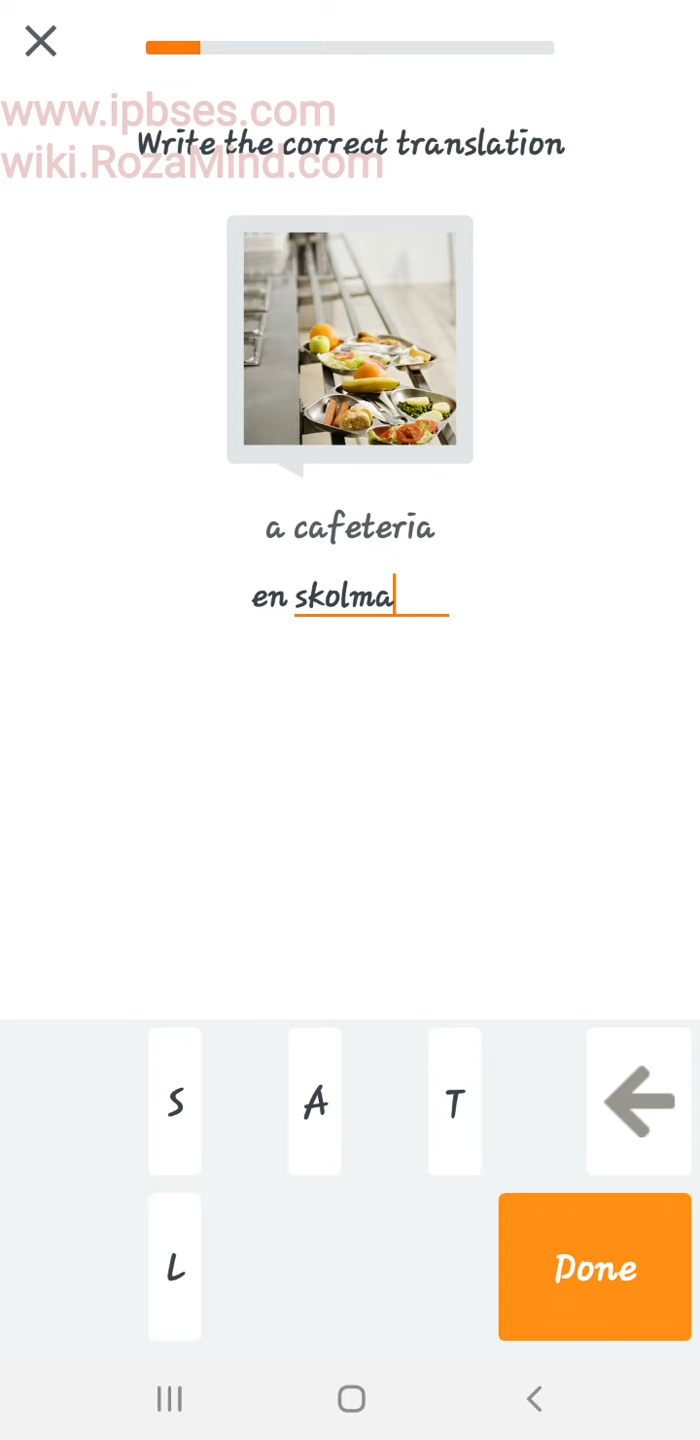 www.ipbses.com
Write the correct translation
wiki.RozaMind.com
a cafeteria
en skolma
S A T
L Done